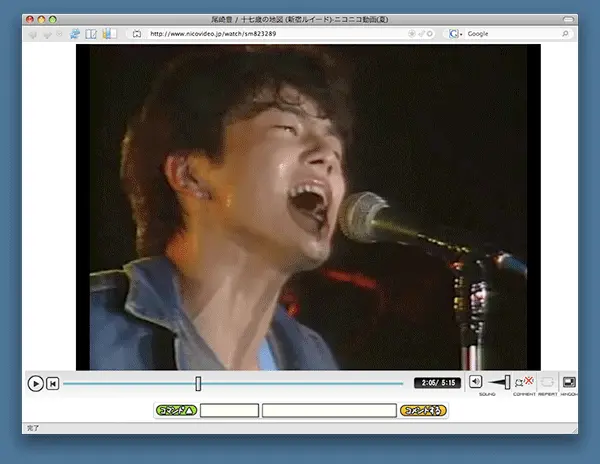 尾崎豊 / 十七歳の地図 (新宿ルイード)‐ニコニコ動画(夏)
http://www.nicovideo.jp/watch/sm823289
Google
2:05/ 5:15
SOUND
COMMENT
REPEAT
コマンド▲
コメントする
完了